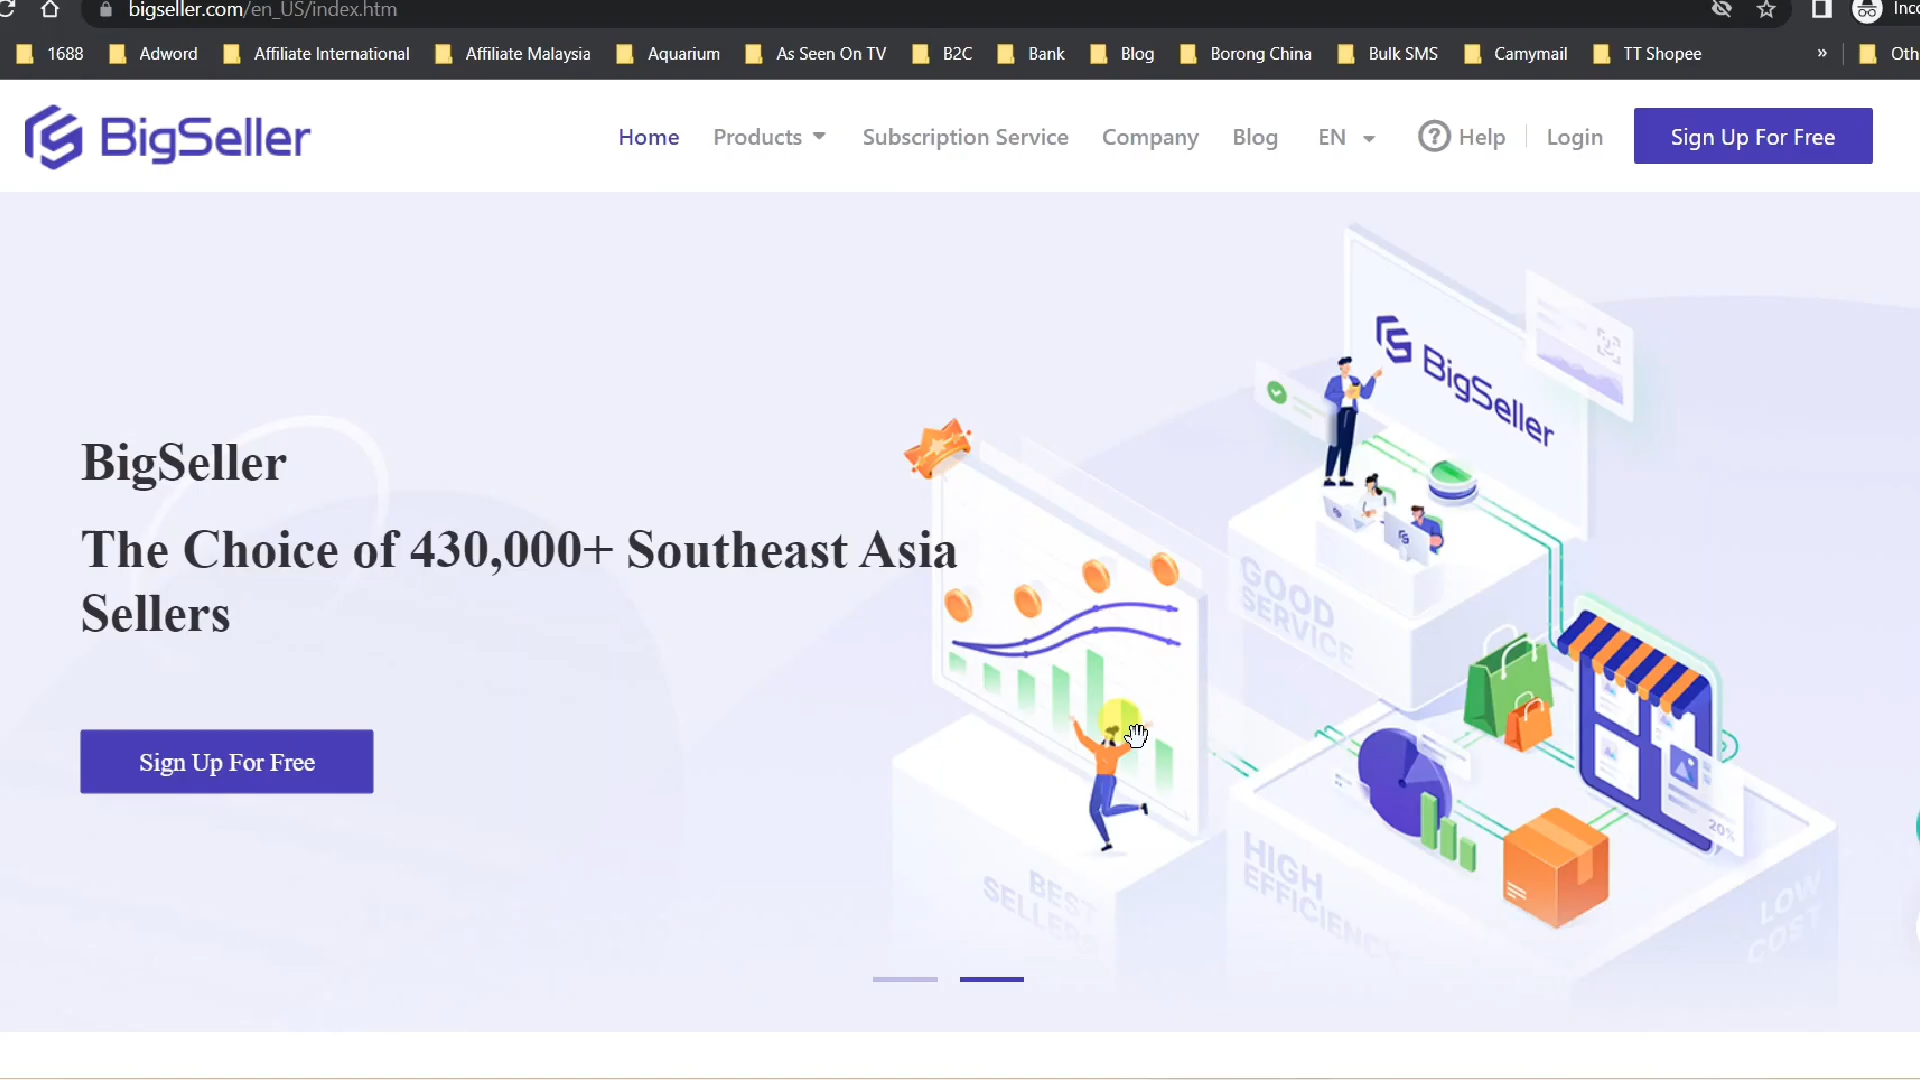 bigseller.com/en_US/index.htm
1688 Adword Affiliate International Affiliate Malaysia Aquarium As Seen On TV B2C Bank Blog Borong China Bulk SMS Camymail TT Shopee » Oth
BigSeller Home Products Subscription Service Company Blog EN ? Help Login Sign Up For Free
BigSeller
BigSeller
The Choice of 430,000+ Southeast Asia
Sellers
GOOD
SERVICE
Sign Up For Free
20%
HIGH
EFFICIENCY
BEST
SELLERS
LOW
COST